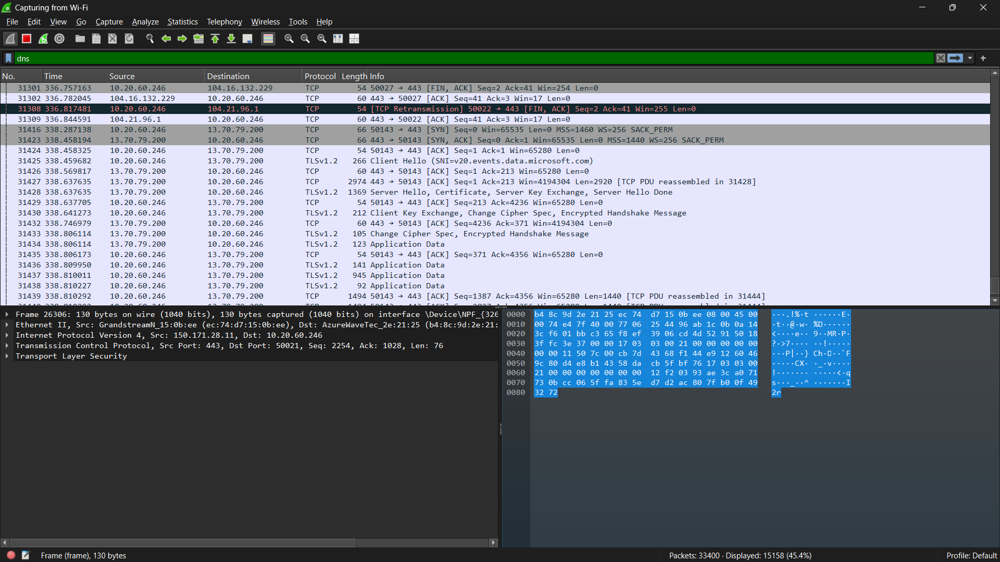 Capturing from Wi-Fi
File Edit View Go Capture Analyze Statistics Telephony Wireless Tools Help
dns
No. Time Source Destination Protocol Length Info
31301 336.757163 10.20.60.246 104.16.132.229 TCP 54 50027 → 443 [FIN, ACK] Seq=2 Ack=41 Win=254 Len=0
31302 336.782045 104.16.132.229 10.20.60.246 TCP 60 443 → 50027 [ACK] Seq=41 Ack=3 Win=17 Len=0
31308 336.817481 10.20.60.246 104.21.96.1 TCP 54 [TCP Retransmission] 50022 → 443 [FIN, ACK] Seq=2 Ack=41 Win=255 Len=0
31309 336.844591 104.21.96.1 10.20.60.246 TCP 60 443 → 50022 [ACK] Seq=41 Ack=3 Win=17 Len=0
31416 338.287138 10.20.60.246 13.70.79.200 TCP 66 50143 → 443 [SYN] Seq=0 Win=65535 Len=0 MSS=1460 WS=256 SACK_PERM
31423 338.458194 13.70.79.200 10.20.60.246 TCP 66 443 → 50143 [SYN, ACK] Seq=0 Ack=1 Win=65535 Len=0 MSS=1440 WS=256 SACK_PERM
31424 338.458325 10.20.60.246 13.70.79.200 TCP 54 50143 → 443 [ACK] Seq=1 Ack=1 Win=65280 Len=0
31425 338.459682 10.20.60.246 13.70.79.200 TLSv1.2 266 Client Hello (SNI=v20.events.data.microsoft.com)
31426 338.569817 13.70.79.200 10.20.60.246 TCP 60 443 → 50143 [ACK] Seq=1 Ack=213 Win=65280 Len=0
31427 338.637635 13.70.79.200 10.20.60.246 TCP 2974 443 → 50143 [ACK] Seq=1 Ack=213 Win=4194304 Len=2920 [TCP PDU reassembled in 31428]
31428 338.637635 13.70.79.200 10.20.60.246 TLSv1.2 1369 Server Hello, Certificate, Server Key Exchange, Server Hello Done
31429 338.637705 10.20.60.246 13.70.79.200 TCP 54 50143 → 443 [ACK] Seq=213 Ack=4236 Win=65280 Len=0
31430 338.641273 10.20.60.246 13.70.79.200 TLSv1.2 212 Client Key Exchange, Change Cipher Spec, Encrypted Handshake Message
31432 338.746979 13.70.79.200 10.20.60.246 TCP 60 443 → 50143 [ACK] Seq=4236 Ack=371 Win=4194304 Len=0
31433 338.806114 13.70.79.200 10.20.60.246 TLSv1.2 105 Change Cipher Spec, Encrypted Handshake Message
31434 338.806114 13.70.79.200 10.20.60.246 TLSv1.2 123 Application Data
31435 338.806173 10.20.60.246 13.70.79.200 TCP 54 50143 → 443 [ACK] Seq=371 Ack=4356 Win=65280 Len=0
31436 338.809950 10.20.60.246 13.70.79.200 TLSv1.2 141 Application Data
31437 338.810011 10.20.60.246 13.70.79.200 TLSv1.2 945 Application Data
31438 338.810227 10.20.60.246 13.70.79.200 TLSv1.2 92 Application Data
31439 338.810292 10.20.60.246 13.70.79.200 TCP 1494 50143 → 443 [ACK] Seq=1387 Ack=4356 Win=65280 Len=1440 [TCP PDU reassembled in 31444]
Frame 26306: 130 bytes on wire (1040 bits), 130 bytes captured (1040 bits) on interface \Device\NPF_{326
Ethernet II, Src: GrandstreamN_15:0b:ee (ec:74:d7:15:0b:ee), Dst: AzureWaveTec_2e:21:25 (b4:8c:9d:2e:21:
Internet Protocol Version 4, Src: 150.171.28.11, Dst: 10.20.60.246
Transmission Control Protocol, Src Port: 443, Dst Port: 50021, Seq: 2254, Ack: 1028, Len: 76
Transport Layer Security
0000 b4 8c 9d 2e 21 25 ec 74 d7 15 0b ee 08 00 45 00 ···.!%·t ······E·
0010 00 74 e4 7f 40 00 77 06 25 44 96 ab 1c 0b 0a 14 ·t··@·w· %D······
0020 3c f6 01 bb c3 65 f8 ef 39 06 cd 4d 52 91 50 18 <····e·· 9··MR·P·
0030 3f fc 3e 37 00 00 17 03 03 00 21 00 00 00 00 00 ?·>7···· ··!·····
0040 00 00 11 50 7c 00 cb 7d 43 68 f1 44 e9 12 60 46 ···P|··} Ch·D··`F
0050 9c 80 d4 e8 b1 43 58 da cb 5f bf 76 17 03 03 00 ·····CX· ·_·v····
0060 21 00 00 00 00 00 00 00 12 f2 03 93 ae 3c a0 71 !······· ·····<·q
0070 73 0b cc 06 5f fa 83 5e d7 d2 ac 80 7f b0 0f 49 s···_··^ ·······I
0080 32 72 2r
Frame (frame), 130 bytes
Packets: 33400 · Displayed: 15158 (45.4%)
Profile: Default